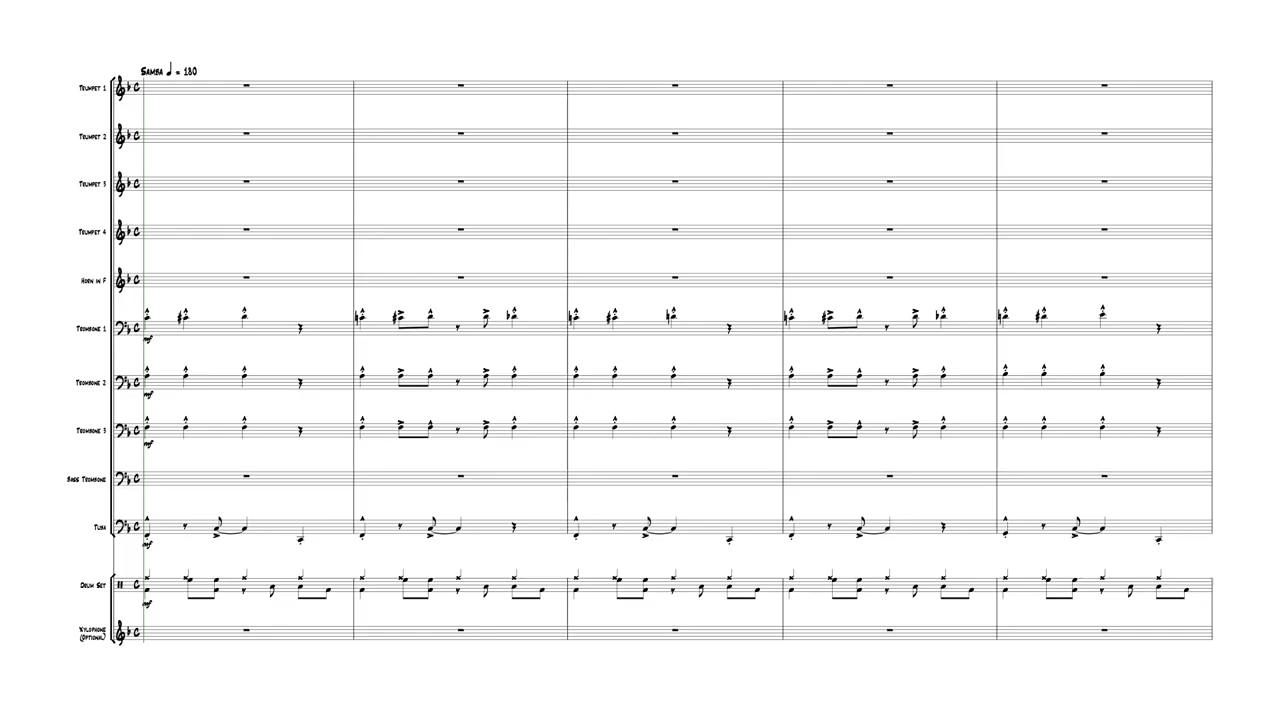 Samba 𝅗𝅥 = 180
Trumpet 1
Trumpet 2
Trumpet 3
Trumpet 4
Horn in F
Trombone 1
mf
Trombone 2
mf
Trombone 3
mf
Bass Trombone
Tuba
mf
Drum Set
mf
Xylophone
(Optional)